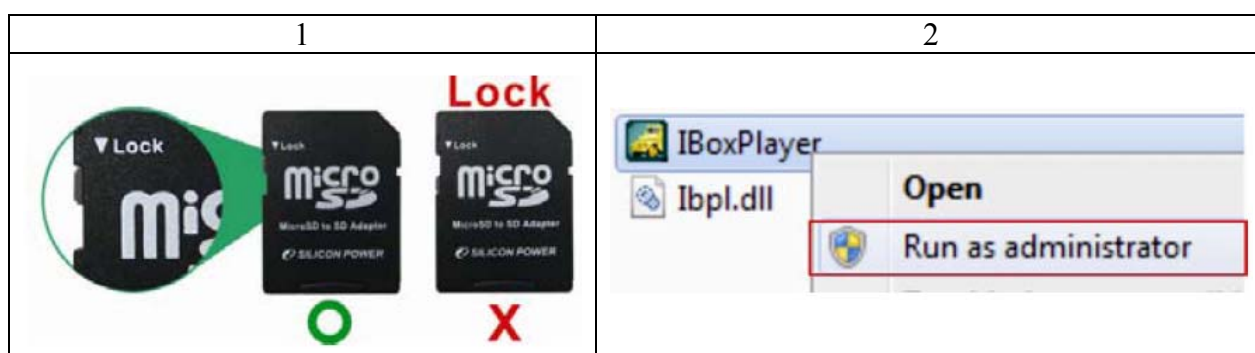 1
2
Lock
▼Lock
Mic
▼Lock
Micro
SD
MicroSD to SD Adapter
SILICON POWER
O
▼Lock
Micro
SD
MicroSD to SD Adapter
SILICON POWER
X
IBoxPlayer
Ibpl.dll
Open
Run as administrator